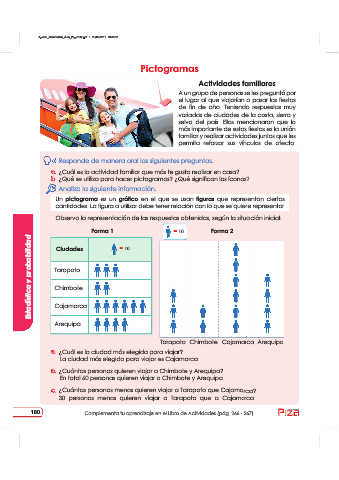 Pictogramas
Actividades familiares
A un grupo de personas se les preguntó por
el lugar al que viajarían a pasar las fiestas
de fin de año. Teniendo respuestas muy
variadas de ciudades de la costa, sierra y
selva del país. Ellos mencionaron que lo
más importante de estas fiestas es la unión
familiar y realizar actividades juntos que les
permita reforzar sus vínculos de afecto.
Responde de manera oral las siguientes preguntas.
a. ¿Cuál es la actividad familiar que más te gusta realizar en casa?
b. ¿Qué se utiliza para hacer pictogramas? ¿Qué significan los íconos?
Analiza la siguiente información.
Un pictograma es un gráfico en el que se usan figuras que representan ciertas
cantidades. La figura a utilizar debe tener relación con lo que se quiere representar.
Observa la representación de las respuestas obtenidas, según la situación inicial:
Forma 1
= 10
Forma 2
Ciudades
= 10
Tarapoto
Chimbote
Cajamarca
Arequipa
Tarapoto Chimbote Cajamarca Arequipa
a. ¿Cuál es la ciudad más elegida para viajar?
La ciudad más elegida para viajar es Cajamarca.
b. ¿Cuántas personas quieren viajar a Chimbote y Arequipa?
En total 60 personas quieren viajar a Chimbote y Arequipa.
c. ¿Cuántas personas menos quieren viajar a Tarapoto que Cajamarca?
30 personas menos quieren viajar a Tarapoto que a Cajamarca.
Estadística y probabilidad
180
Complementa tu aprendizaje en el Libro de Actividades (pág. 266 - 267)